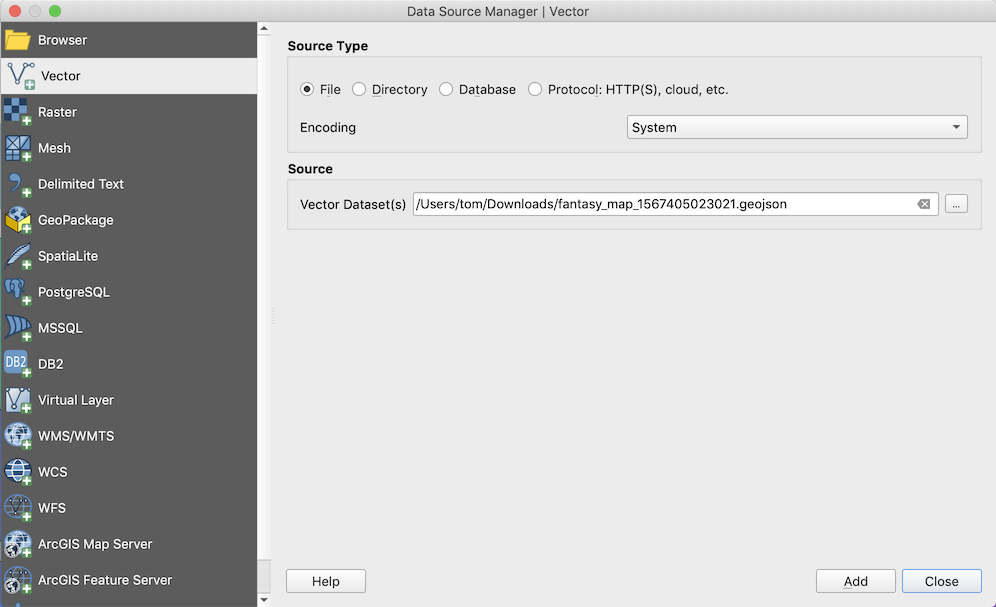 Data Source Manager | Vector
Browser
Vector
Raster
Mesh
Delimited Text
GeoPackage
SpatiaLite
PostgreSQL
MSSQL
DB2
DB2
Virtual Layer
WMS/WMTS
WCS
WFS
ArcGIS Map Server
ArcGIS Feature Server
Source Type
File Directory Database Protocol: HTTP(S), cloud, etc.
Encoding System
Source
Vector Dataset(s) /Users/tom/Downloads/fantasy_map_1567405023021.geojson ...
Help Add Close